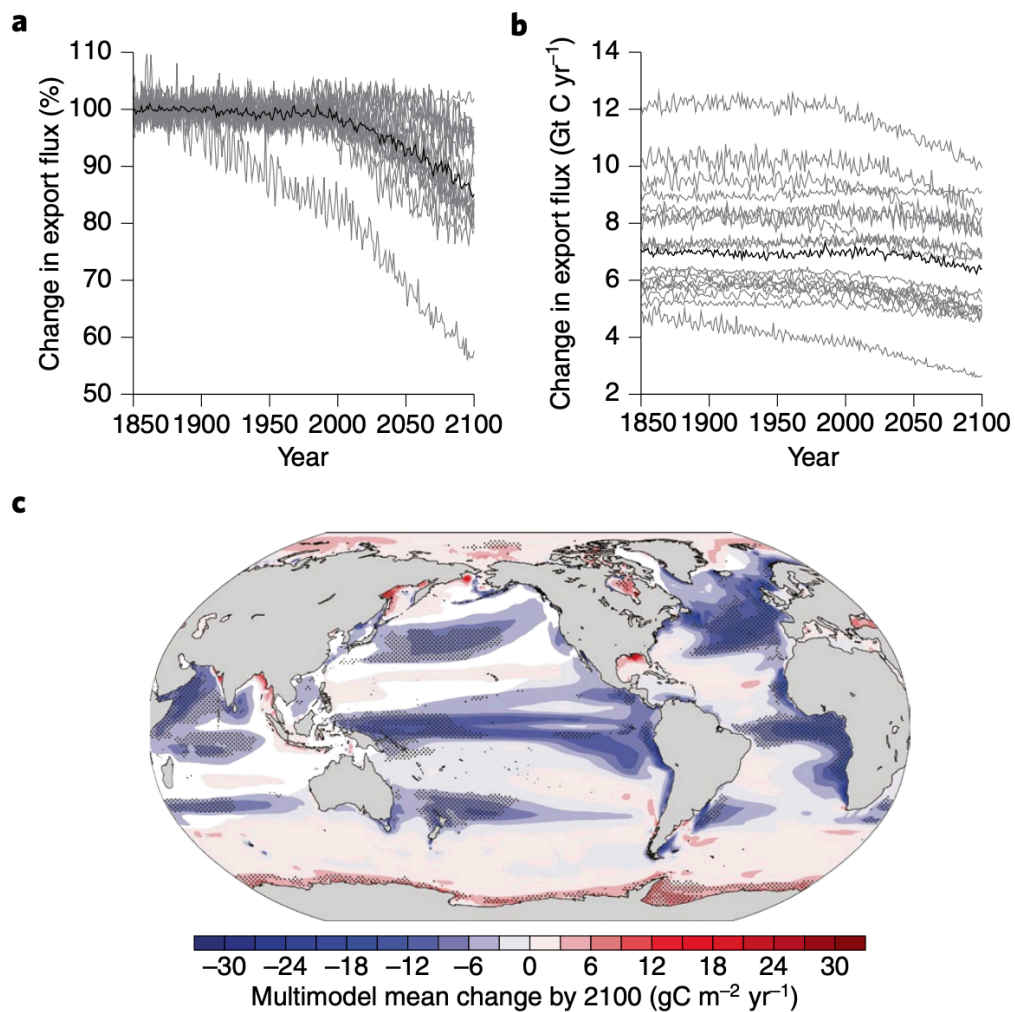 a
110
100
90
80
70
60
50
Change in export flux (%)
1850 1900 1950 2000 2050 2100
Year
b
14
12
10
8
6
4
2
Change in export flux (Gt C yr⁻¹)
1850 1900 1950 2000 2050 2100
Year
c
−30 −24 −18 −12 −6 0 6 12 18 24 30
Multimodel mean change by 2100 (gC m⁻² yr⁻¹)